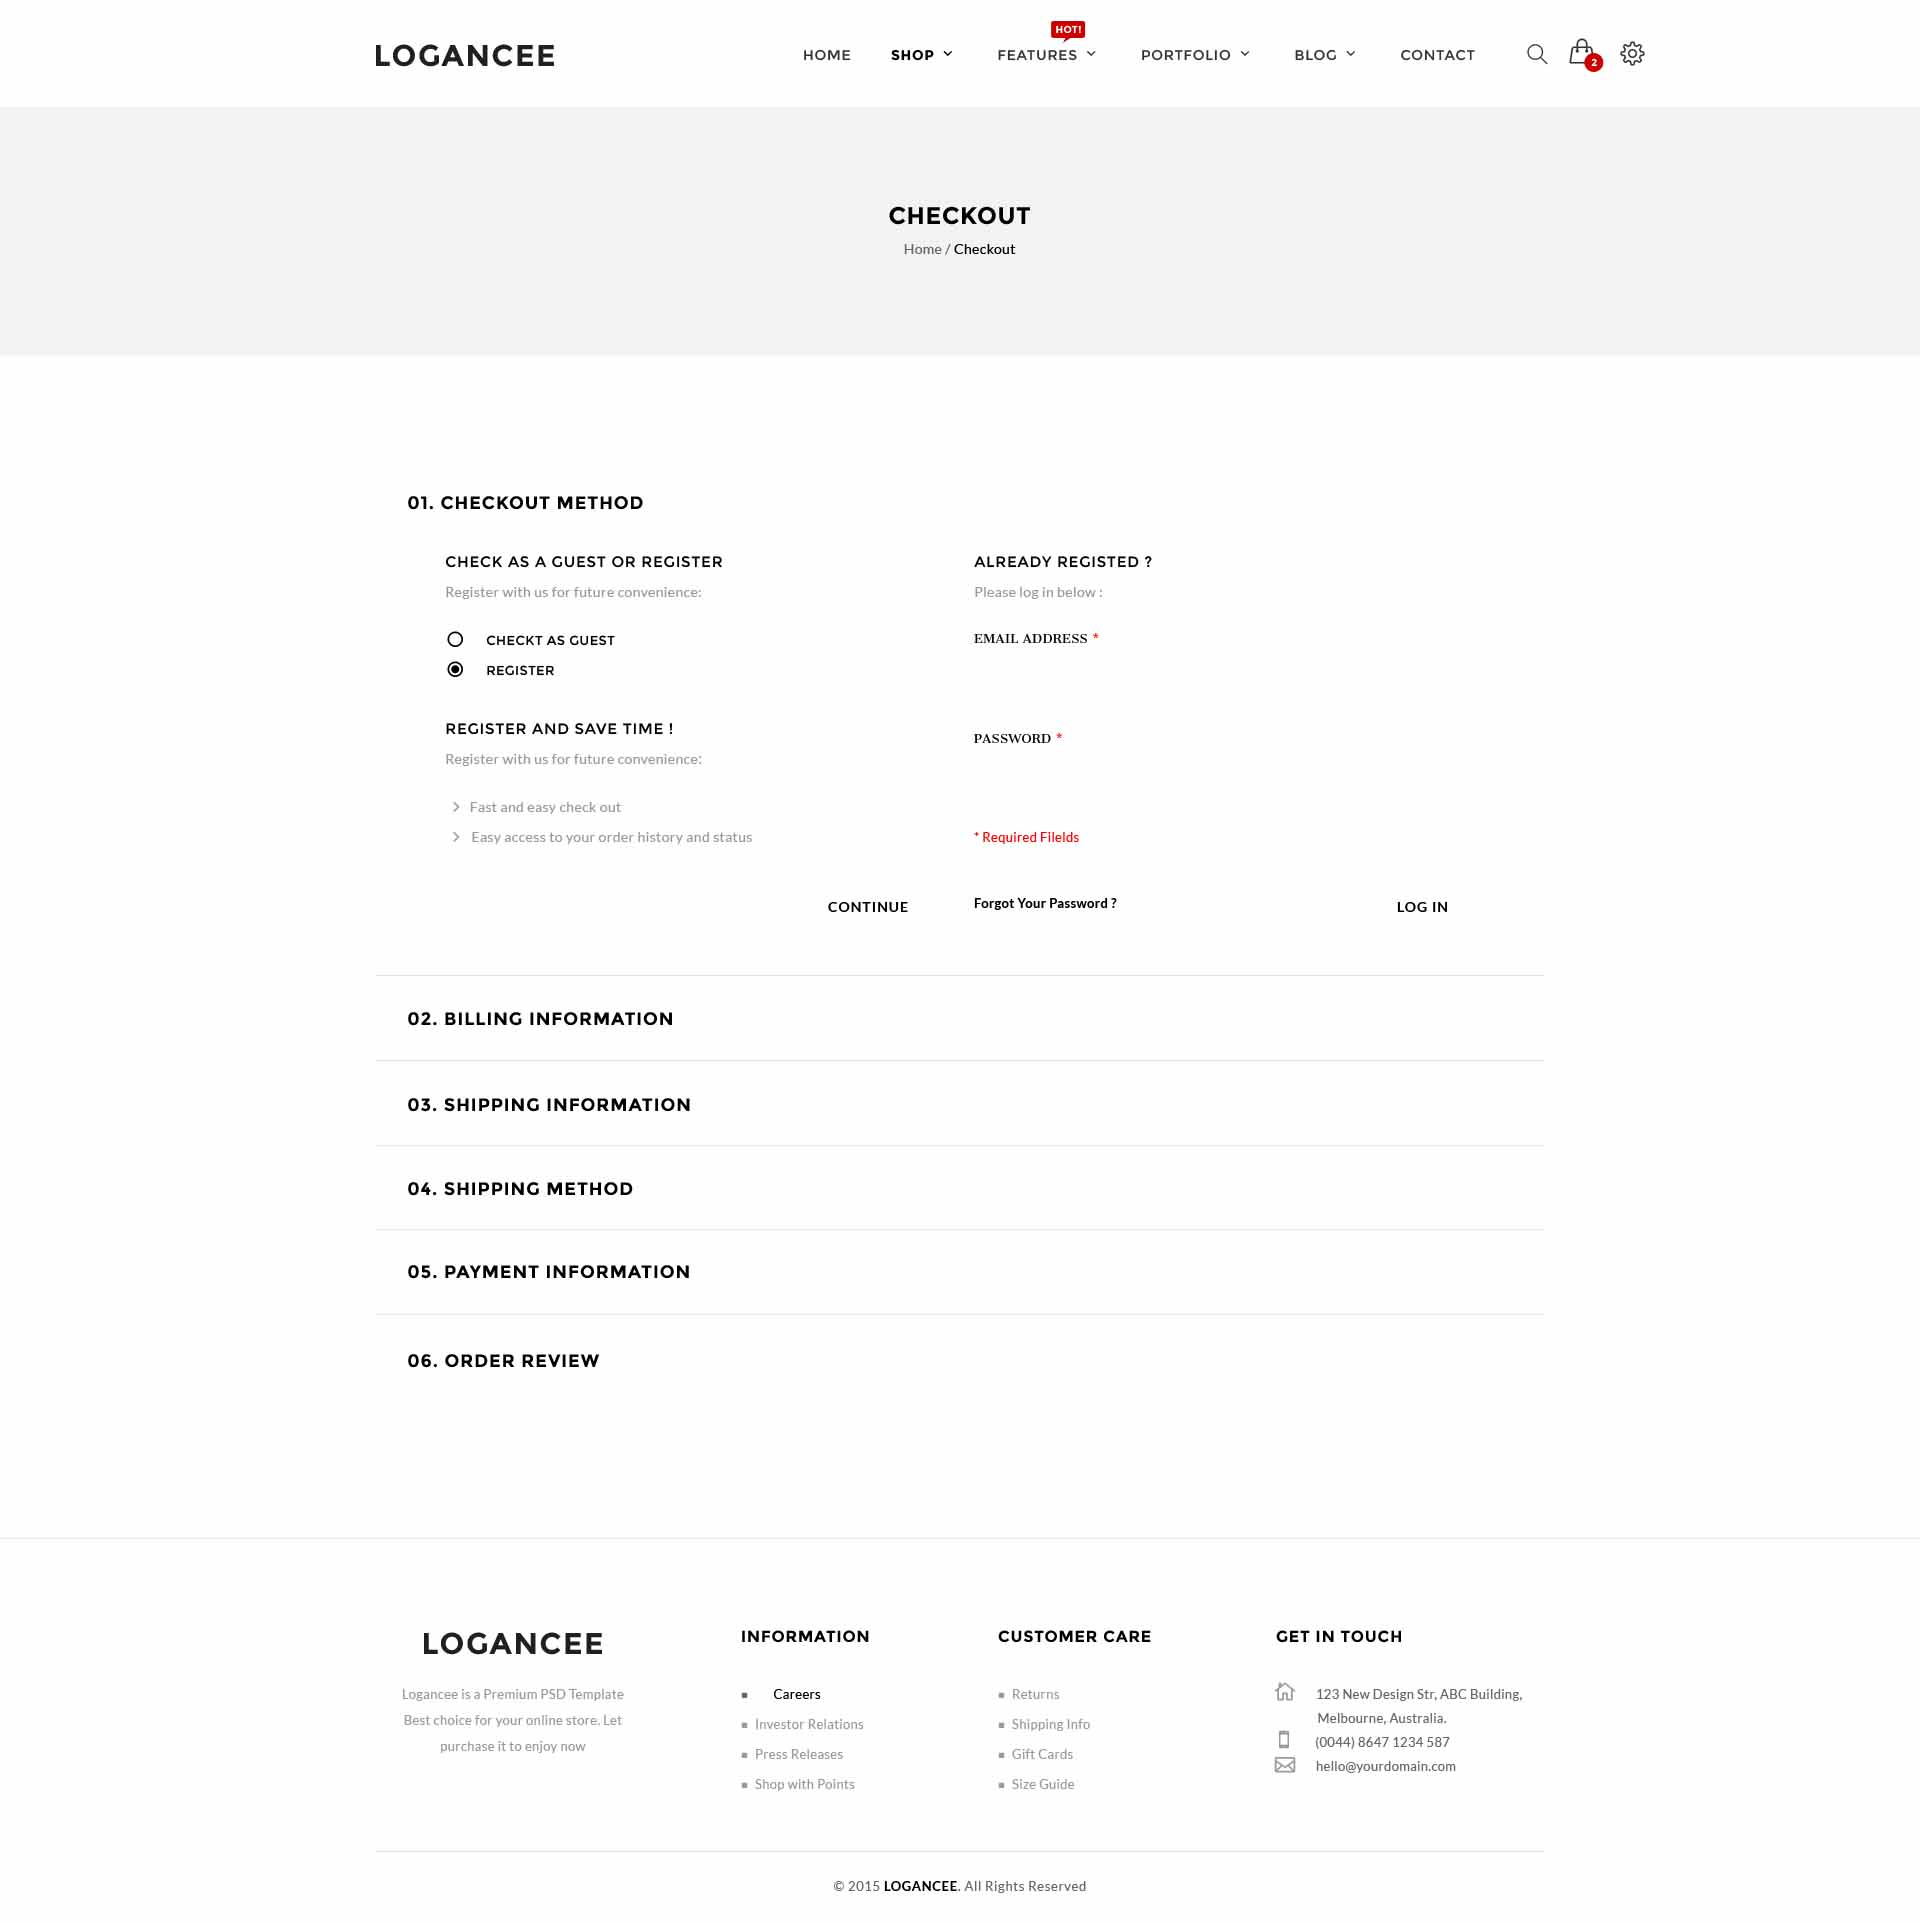 LOGANCEE
HOME SHOP FEATURES HOT! PORTFOLIO BLOG CONTACT 2
CHECKOUT
Home / Checkout
01. CHECKOUT METHOD
CHECK AS A GUEST OR REGISTER
Register with us for future convenience:
CHECKT AS GUEST
REGISTER
REGISTER AND SAVE TIME !
Register with us for future convenience:
Fast and easy check out
Easy access to your order history and status
CONTINUE
ALREADY REGISTED ?
Please log in below :
EMAIL ADDRESS *
PASSWORD *
* Required Filelds
Forgot Your Password ?
LOG IN
02. BILLING INFORMATION
03. SHIPPING INFORMATION
04. SHIPPING METHOD
05. PAYMENT INFORMATION
06. ORDER REVIEW
LOGANCEE
Logancee is a Premium PSD Template
Best choice for your online store. Let
purchase it to enjoy now
INFORMATION
Careers
Investor Relations
Press Releases
Shop with Points
CUSTOMER CARE
Returns
Shipping Info
Gift Cards
Size Guide
GET IN TOUCH
123 New Design Str, ABC Building,
Melbourne, Australia.
(0044) 8647 1234 587
hello@yourdomain.com
© 2015 LOGANCEE. All Rights Reserved